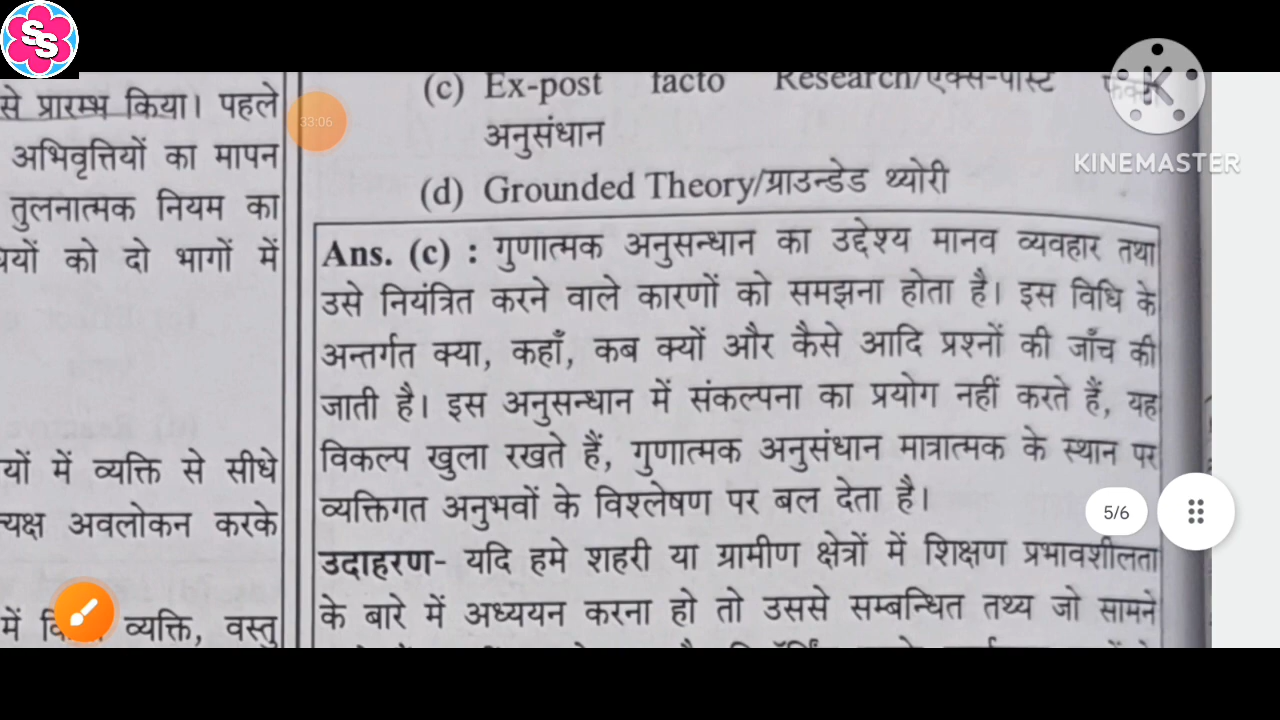 SS
से प्रारम्भ किया। पहले
अभिवृत्तियों का मापन
तुलनात्मक नियम का
को दो भागों में
में व्यक्ति से सीधे
अवलोकन करके
में व्यक्ति, वस्तु
33:06
(c) Ex-post facto Research/एक्स-पोस्ट
अनुसंधान
(d) Grounded Theory/ग्राउन्डेड थ्योरी
Ans. (c) : गुणात्मक अनुसन्धान का उद्देश्य मानव व्यवहार तथा
उसे नियंत्रित करने वाले कारणों को समझना होता है। इस विधि के
अन्तर्गत क्या, कहाँ, कब क्यों और कैसे आदि प्रश्नों की जाँच की
जाती है। इस अनुसन्धान में संकल्पना का प्रयोग नहीं करते हैं, यह
विकल्प खुला रखते हैं, गुणात्मक अनुसंधान मात्रात्मक के स्थान पर
व्यक्तिगत अनुभवों के विश्लेषण पर बल देता है।
उदाहरण- यदि हमे शहरी या ग्रामीण क्षेत्रों में शिक्षण प्रभावशीलता
के बारे में अध्ययन करना हो तो उससे सम्बन्धित तथ्य जो सामने
K
KINEMASTER
5/6